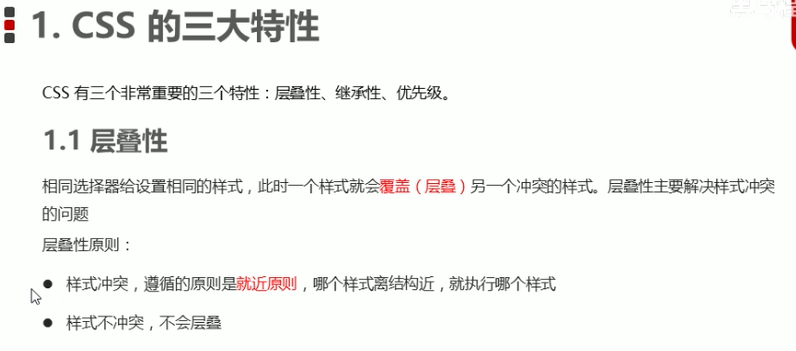 1. CSS 的三大特性
CSS 有三个非常重要的三个特性：层叠性、继承性、优先级。
1.1 层叠性
相同选择器给设置相同的样式，此时一个样式就会覆盖（层叠）另一个冲突的样式。层叠性主要解决样式冲突
的问题
层叠性原则：
● 样式冲突，遵循的原则是就近原则，哪个样式离结构近，就执行哪个样式
● 样式不冲突，不会层叠